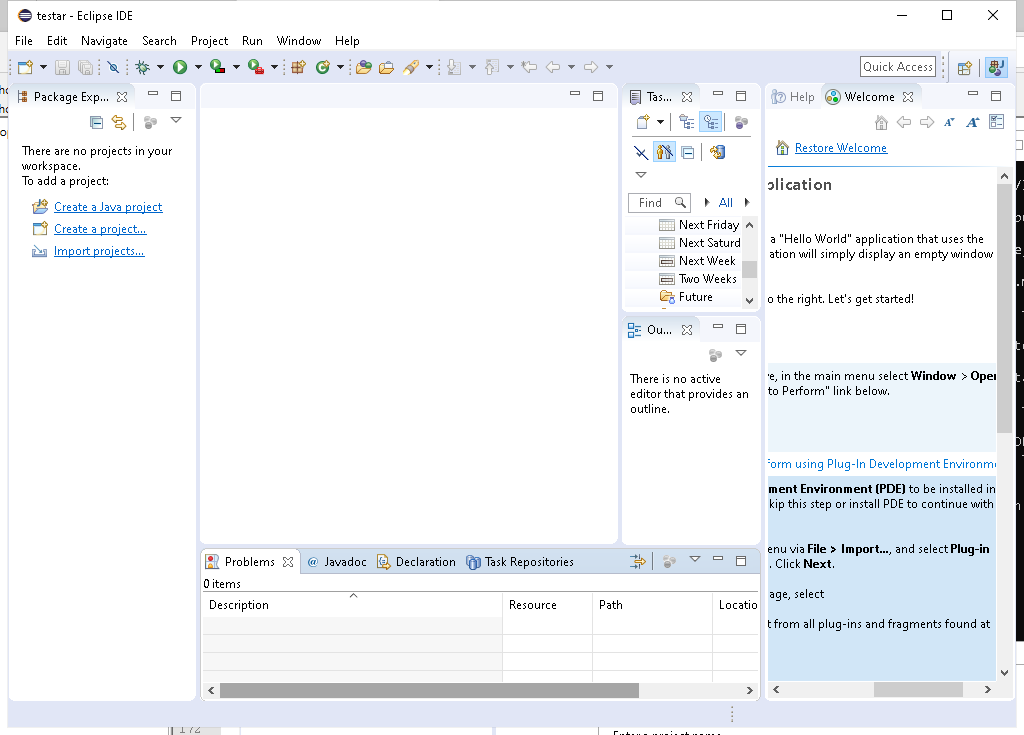 testar - Eclipse IDE
File Edit Navigate Search Project Run Window Help
Quick Access
Package Exp...
There are no projects in your
workspace.
To add a project:
Create a Java project
Create a project...
Import projects...
Tas...
Find
All
Next Friday
Next Saturd
Next Week
Two Weeks
Future
Ou...
There is no active
editor that provides an
outline.
Help Welcome
Restore Welcome
plication
a "Hello World" application that uses the
ation will simply display an empty window
o the right. Let's get started!
e, in the main menu select Window > Open
to Perform" link below.
form using Plug-In Development Environme
ment Environment (PDE) to be installed in
kip this step or install PDE to continue with
enu via File > Import..., and select Plug-in
. Click Next.
age, select
t from all plug-ins and fragments found at
Problems @ Javadoc Declaration Task Repositories
0 items
Description Resource Path Locatio
172